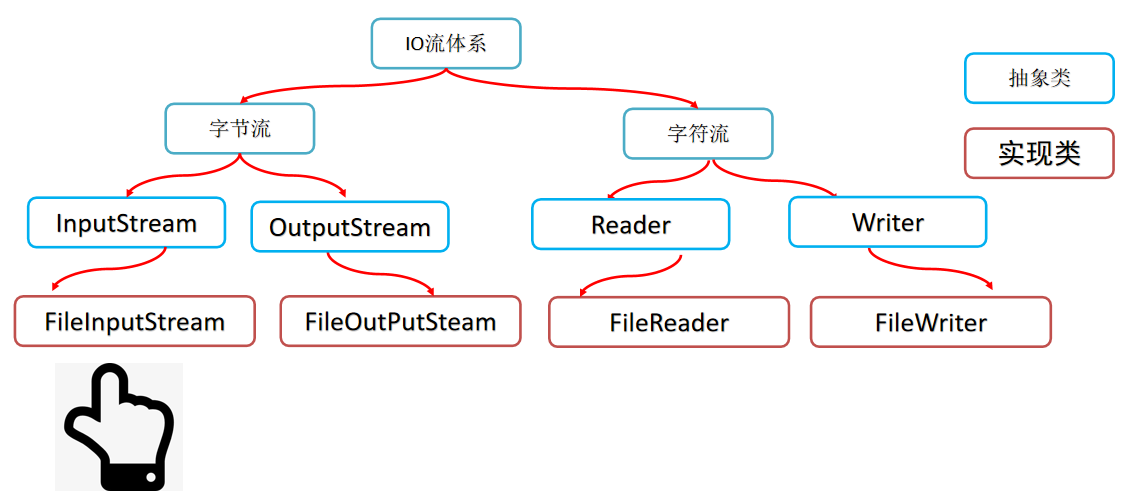 IO流体系
抽象类
字节流
字符流
实现类
InputStream
OutputStream
Reader
Writer
FileInputStream
FileOutPutSteam
FileReader
FileWriter